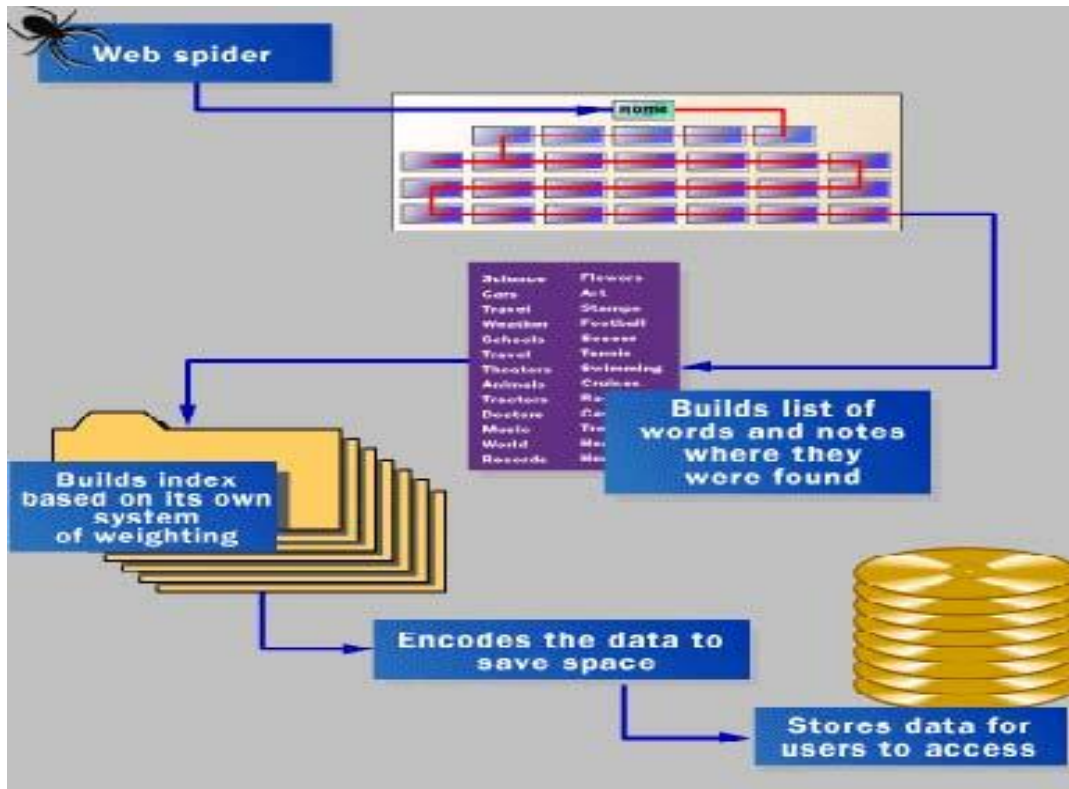 Web spider
Home
Science Flowers
Cars Art
Travel Stamps
Weather Football
Schools Soccer
Travel Tennis
Theaters Swimming
Animals Cruises
Tractors
Doctors
Music
World
Records
Builds list of
words and notes
where they
were found
Builds index
based on its own
system
of weighting
Encodes the data to
save space
Stores data for
users to access